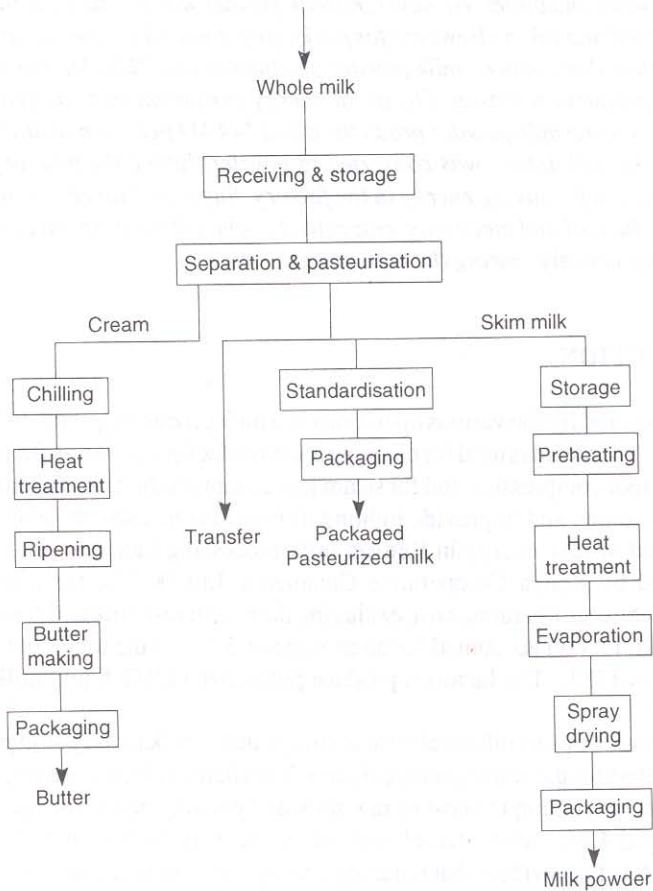 Whole milk
Receiving & storage
Separation & pasteurisation
Cream
Skim milk
Chilling
Heat
treatment
Ripening
Butter
making
Packaging
Butter
Transfer
Standardisation
Packaging
Packaged
Pasteurized milk
Storage
Preheating
Heat
treatment
Evaporation
Spray
drying
Packaging
Milk powder